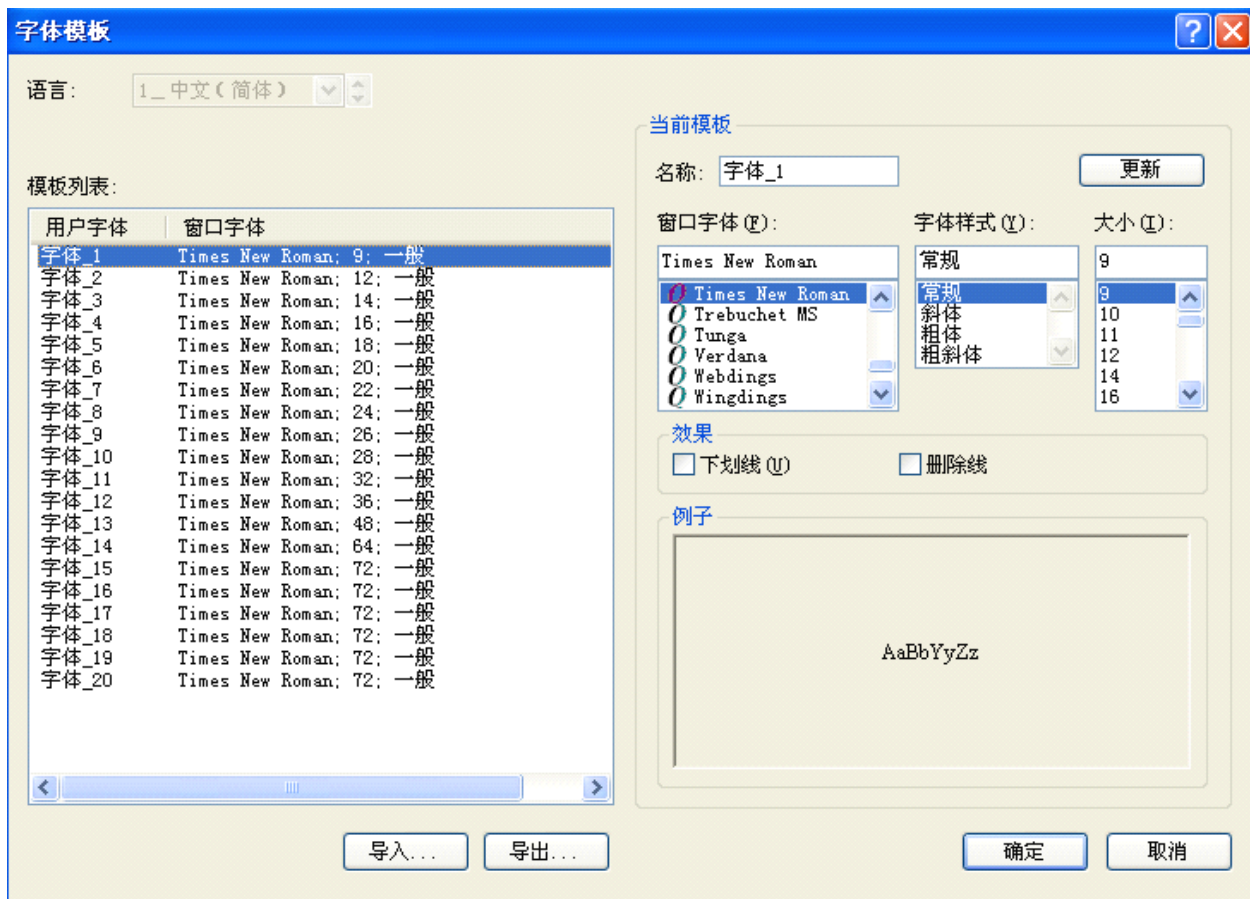 字体模板
语言: 1_中文(简体)
模板列表:
用户字体 窗口字体
字体_1 Times New Roman; 9; 一般
字体_2 Times New Roman; 12; 一般
字体_3 Times New Roman; 14; 一般
字体_4 Times New Roman; 16; 一般
字体_5 Times New Roman; 18; 一般
字体_6 Times New Roman; 20; 一般
字体_7 Times New Roman; 22; 一般
字体_8 Times New Roman; 24; 一般
字体_9 Times New Roman; 26; 一般
字体_10 Times New Roman; 28; 一般
字体_11 Times New Roman; 32; 一般
字体_12 Times New Roman; 36; 一般
字体_13 Times New Roman; 48; 一般
字体_14 Times New Roman; 64; 一般
字体_15 Times New Roman; 72; 一般
字体_16 Times New Roman; 72; 一般
字体_17 Times New Roman; 72; 一般
字体_18 Times New Roman; 72; 一般
字体_19 Times New Roman; 72; 一般
字体_20 Times New Roman; 72; 一般
导入... 导出...
当前模板
名称: 字体_1 更新
窗口字体(F): 字体样式(Y): 大小(I):
Times New Roman 常规 9
Times New Roman 常规 9
Trebuchet MS 斜体 10
Tunga 粗体 11
Verdana 粗斜体 12
Webdings 14
Wingdings 16
效果
下划线(U) 删除线
例子
AaBbYyZz
确定 取消